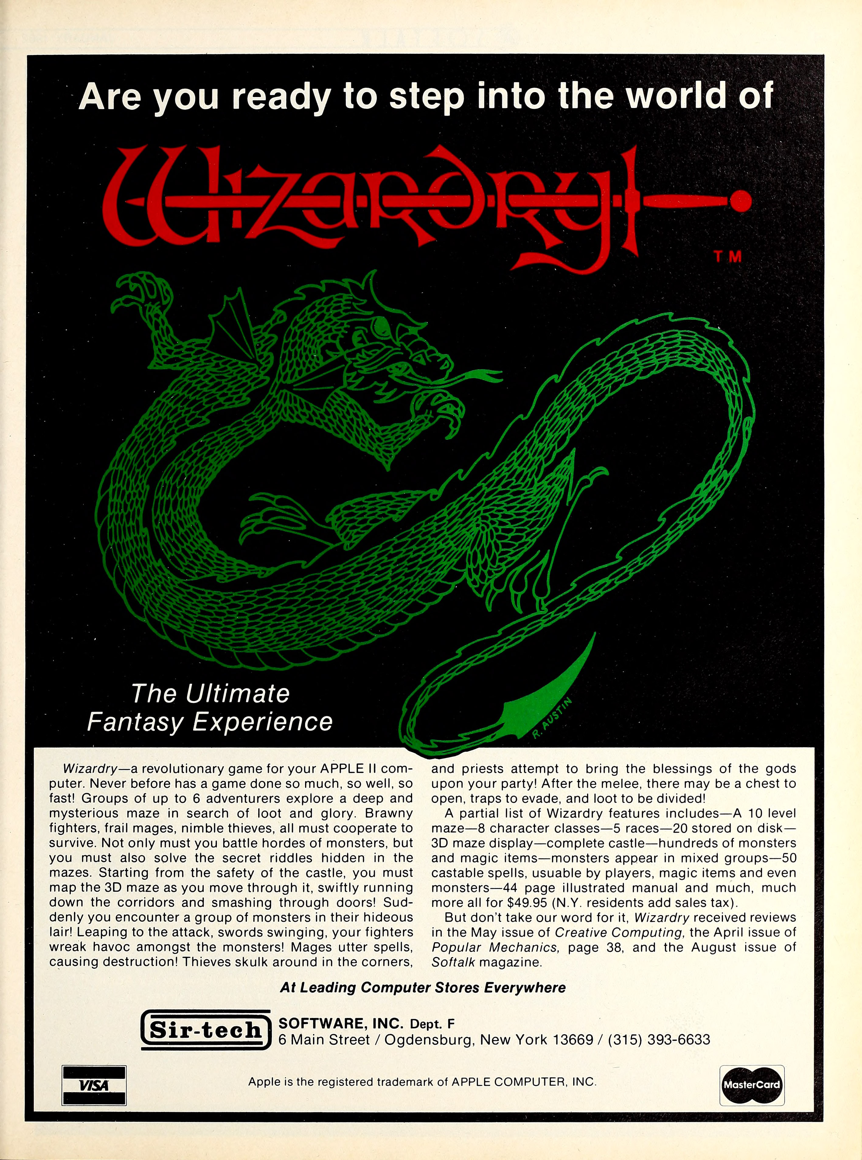 Are you ready to step into the world of
Wizardry
TM
R. AUSTIN
The Ultimate
Fantasy Experience
Wizardry—a revolutionary game for your APPLE II com-
puter. Never before has a game done so much, so well, so
fast! Groups of up to 6 adventurers explore a deep and
mysterious maze in search of loot and glory. Brawny
fighters, frail mages, nimble thieves, all must cooperate to
survive. Not only must you battle hordes of monsters, but
you must also solve the secret riddles hidden in the
mazes. Starting from the safety of the castle, you must
map the 3D maze as you move through it, swiftly running
down the corridors and smashing through doors! Sud-
denly you encounter a group of monsters in their hideous
lair! Leaping to the attack, swords swinging, your fighters
wreak havoc amongst the monsters! Mages utter spells,
causing destruction! Thieves skulk around in the corners,
and priests attempt to bring the blessings of the gods
upon your party! After the melee, there may be a chest to
open, traps to evade, and loot to be divided!
A partial list of Wizardry features includes—A 10 level
maze—8 character classes—5 races—20 stored on disk—
3D maze display—complete castle—hundreds of monsters
and magic items—monsters appear in mixed groups—50
castable spells, usuable by players, magic items and even
monsters—44 page illustrated manual and much, much
more all for $49.95 (N.Y. residents add sales tax).
But don't take our word for it, Wizardry received reviews
in the May issue of Creative Computing, the April issue of
Popular Mechanics, page 38, and the August issue of
Softalk magazine.
At Leading Computer Stores Everywhere
Sir-tech SOFTWARE, INC. Dept. F
6 Main Street / Ogdensburg, New York 13669 / (315) 393-6633
VISA
Apple is the registered trademark of APPLE COMPUTER, INC.
MasterCard